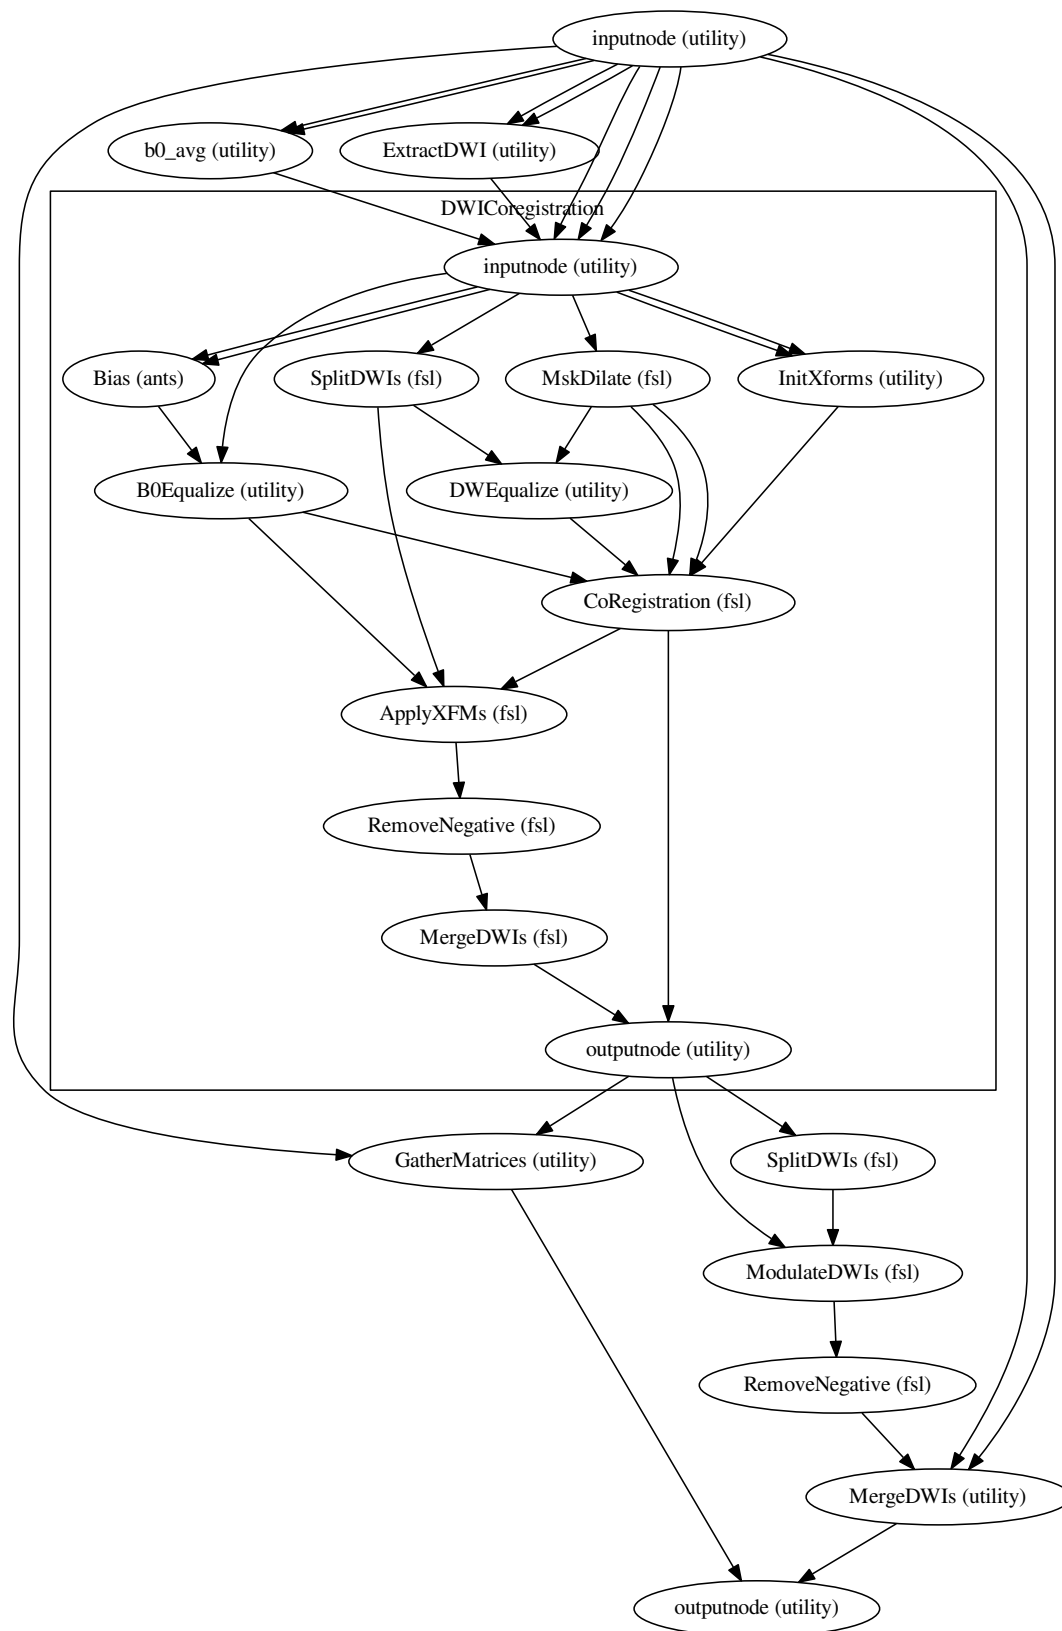 inputnode (utility)
b0_avg (utility)
ExtractDWI (utility)
DWICoregistration
inputnode (utility)
Bias (ants)
SplitDWIs (fsl)
MskDilate (fsl)
InitXforms (utility)
B0Equalize (utility)
DWEqualize (utility)
CoRegistration (fsl)
ApplyXFMs (fsl)
RemoveNegative (fsl)
MergeDWIs (fsl)
outputnode (utility)
GatherMatrices (utility)
SplitDWIs (fsl)
ModulateDWIs (fsl)
RemoveNegative (fsl)
MergeDWIs (utility)
outputnode (utility)